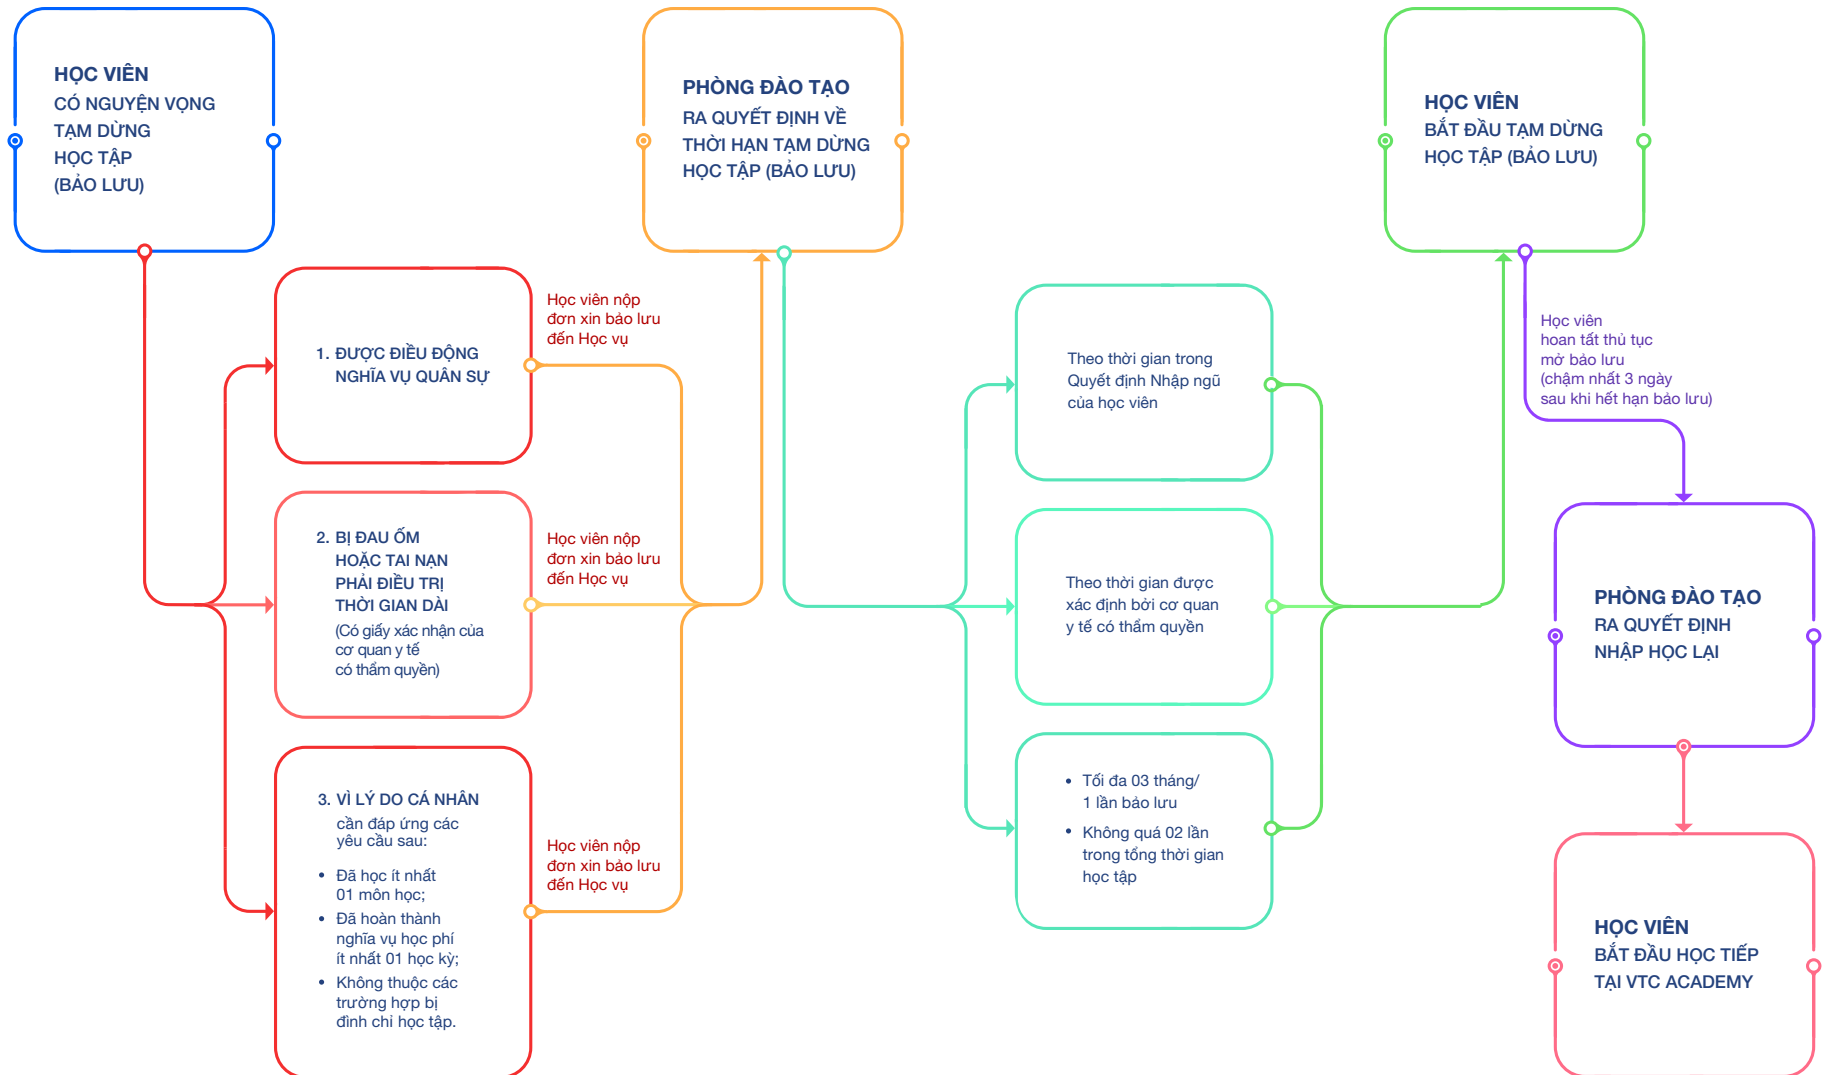 HỌC VIÊN
CÓ NGUYỆN VỌNG
TẠM DỪNG
HỌC TẬP
(BẢO LƯU)
1. ĐƯỢC ĐIỀU ĐỘNG
NGHĨA VỤ QUÂN SỰ
Học viên nộp
đơn xin bảo lưu
đến Học vụ
2. BỊ ĐAU ỐM
HOẶC TAI NẠN
PHẢI ĐIỀU TRỊ
THỜI GIAN DÀI
(Có giấy xác nhận của
cơ quan y tế
có thẩm quyền)
Học viên nộp
đơn xin bảo lưu
đến Học vụ
3. VÌ LÝ DO CÁ NHÂN
cần đáp ứng các
yêu cầu sau:
• Đã học ít nhất
01 môn học;
• Đã hoàn thành
nghĩa vụ học phí
ít nhất 01 học kỳ;
• Không thuộc các
trường hợp bị
đình chỉ học tập.
Học viên nộp
đơn xin bảo lưu
đến Học vụ
PHÒNG ĐÀO TẠO
RA QUYẾT ĐỊNH VỀ
THỜI HẠN TẠM DỪNG
HỌC TẬP (BẢO LƯU)
Theo thời gian trong
Quyết định Nhập ngũ
của học viên
Theo thời gian được
xác định bởi cơ quan
y tế có thẩm quyền
• Tối đa 03 tháng/
1 lần bảo lưu
• Không quá 02 lần
trong tổng thời gian
học tập
HỌC VIÊN
BẮT ĐẦU TẠM DỪNG
HỌC TẬP (BẢO LƯU)
Học viên
hoan tất thủ tục
mở bảo lưu
(chậm nhất 3 ngày
sau khi hết hạn bảo lưu)
PHÒNG ĐÀO TẠO
RA QUYẾT ĐỊNH
NHẬP HỌC LẠI
HỌC VIÊN
BẮT ĐẦU HỌC TIẾP
TẠI VTC ACADEMY